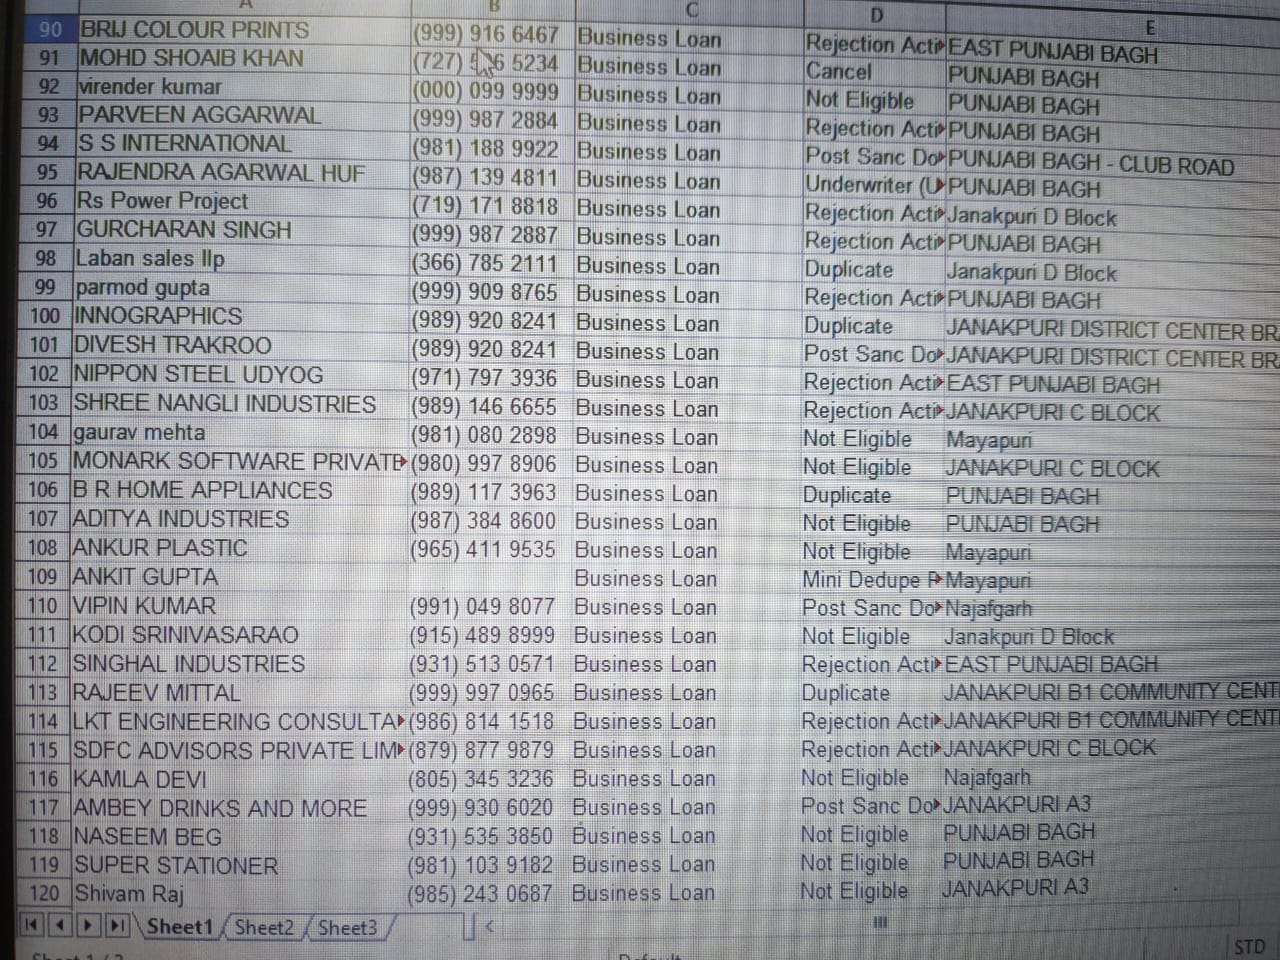 A B C D E
90 BRIJ COLOUR PRINTS (999) 916 6467 Business Loan Rejection Acti EAST PUNJABI BAGH
91 MOHD SHOAIB KHAN (727) 6 5234 Business Loan Cancel PUNJABI BAGH
92 virender kumar (000) 099 9999 Business Loan Not Eligible PUNJABI BAGH
93 PARVEEN AGGARWAL (999) 987 2884 Business Loan Rejection Acti PUNJABI BAGH
94 S S INTERNATIONAL (981) 188 9922 Business Loan Post Sanc Do PUNJABI BAGH - CLUB ROAD
95 RAJENDRA AGARWAL HUF (987) 139 4811 Business Loan Underwriter (U PUNJABI BAGH
96 Rs Power Project (719) 171 8818 Business Loan Rejection Acti Janakpuri D Block
97 GURCHARAN SINGH (999) 987 2887 Business Loan Rejection Acti PUNJABI BAGH
98 Laban sales llp (366) 785 2111 Business Loan Duplicate Janakpuri D Block
99 parmod gupta (999) 909 8765 Business Loan Rejection Acti PUNJABI BAGH
100 INNOGRAPHICS (989) 920 8241 Business Loan Duplicate JANAKPURI DISTRICT CENTER BR
101 DIVESH TRAKROO (989) 920 8241 Business Loan Post Sanc Do JANAKPURI DISTRICT CENTER BR
102 NIPPON STEEL UDYOG (971) 797 3936 Business Loan Rejection Acti EAST PUNJABI BAGH
103 SHREE NANGLI INDUSTRIES (989) 146 6655 Business Loan Rejection Acti JANAKPURI C BLOCK
104 gaurav mehta (981) 080 2898 Business Loan Not Eligible Mayapuri
105 MONARK SOFTWARE PRIVATE (980) 997 8906 Business Loan Not Eligible JANAKPURI C BLOCK
106 B R HOME APPLIANCES (989) 117 3963 Business Loan Duplicate PUNJABI BAGH
107 ADITYA INDUSTRIES (987) 384 8600 Business Loan Not Eligible PUNJABI BAGH
108 ANKUR PLASTIC (965) 411 9535 Business Loan Not Eligible Mayapuri
109 ANKIT GUPTA Business Loan Mini Dedupe Mayapuri
110 VIPIN KUMAR (991) 049 8077 Business Loan Post Sanc Do Najafgarh
111 KODI SRINIVASARAO (915) 489 8999 Business Loan Not Eligible Janakpuri D Block
112 SINGHAL INDUSTRIES (931) 513 0571 Business Loan Rejection Acti EAST PUNJABI BAGH
113 RAJEEV MITTAL (999) 997 0965 Business Loan Duplicate JANAKPURI B1 COMMUNITY CENT
114 LKT ENGINEERING CONSULTA (986) 814 1518 Business Loan Rejection Acti JANAKPURI B1 COMMUNITY CENT
115 SDFC ADVISORS PRIVATE LIM (879) 877 9879 Business Loan Rejection Acti JANAKPURI C BLOCK
116 KAMLA DEVI (805) 345 3236 Business Loan Not Eligible Najafgarh
117 AMBEY DRINKS AND MORE (999) 930 6020 Business Loan Post Sanc Do JANAKPURI A3
118 NASEEM BEG (931) 535 3850 Business Loan Not Eligible PUNJABI BAGH
119 SUPER STATIONER (981) 103 9182 Business Loan Not Eligible PUNJABI BAGH
120 Shivam Raj (985) 243 0687 Business Loan Not Eligible JANAKPURI A3
Sheet1 Sheet2 Sheet3
STD